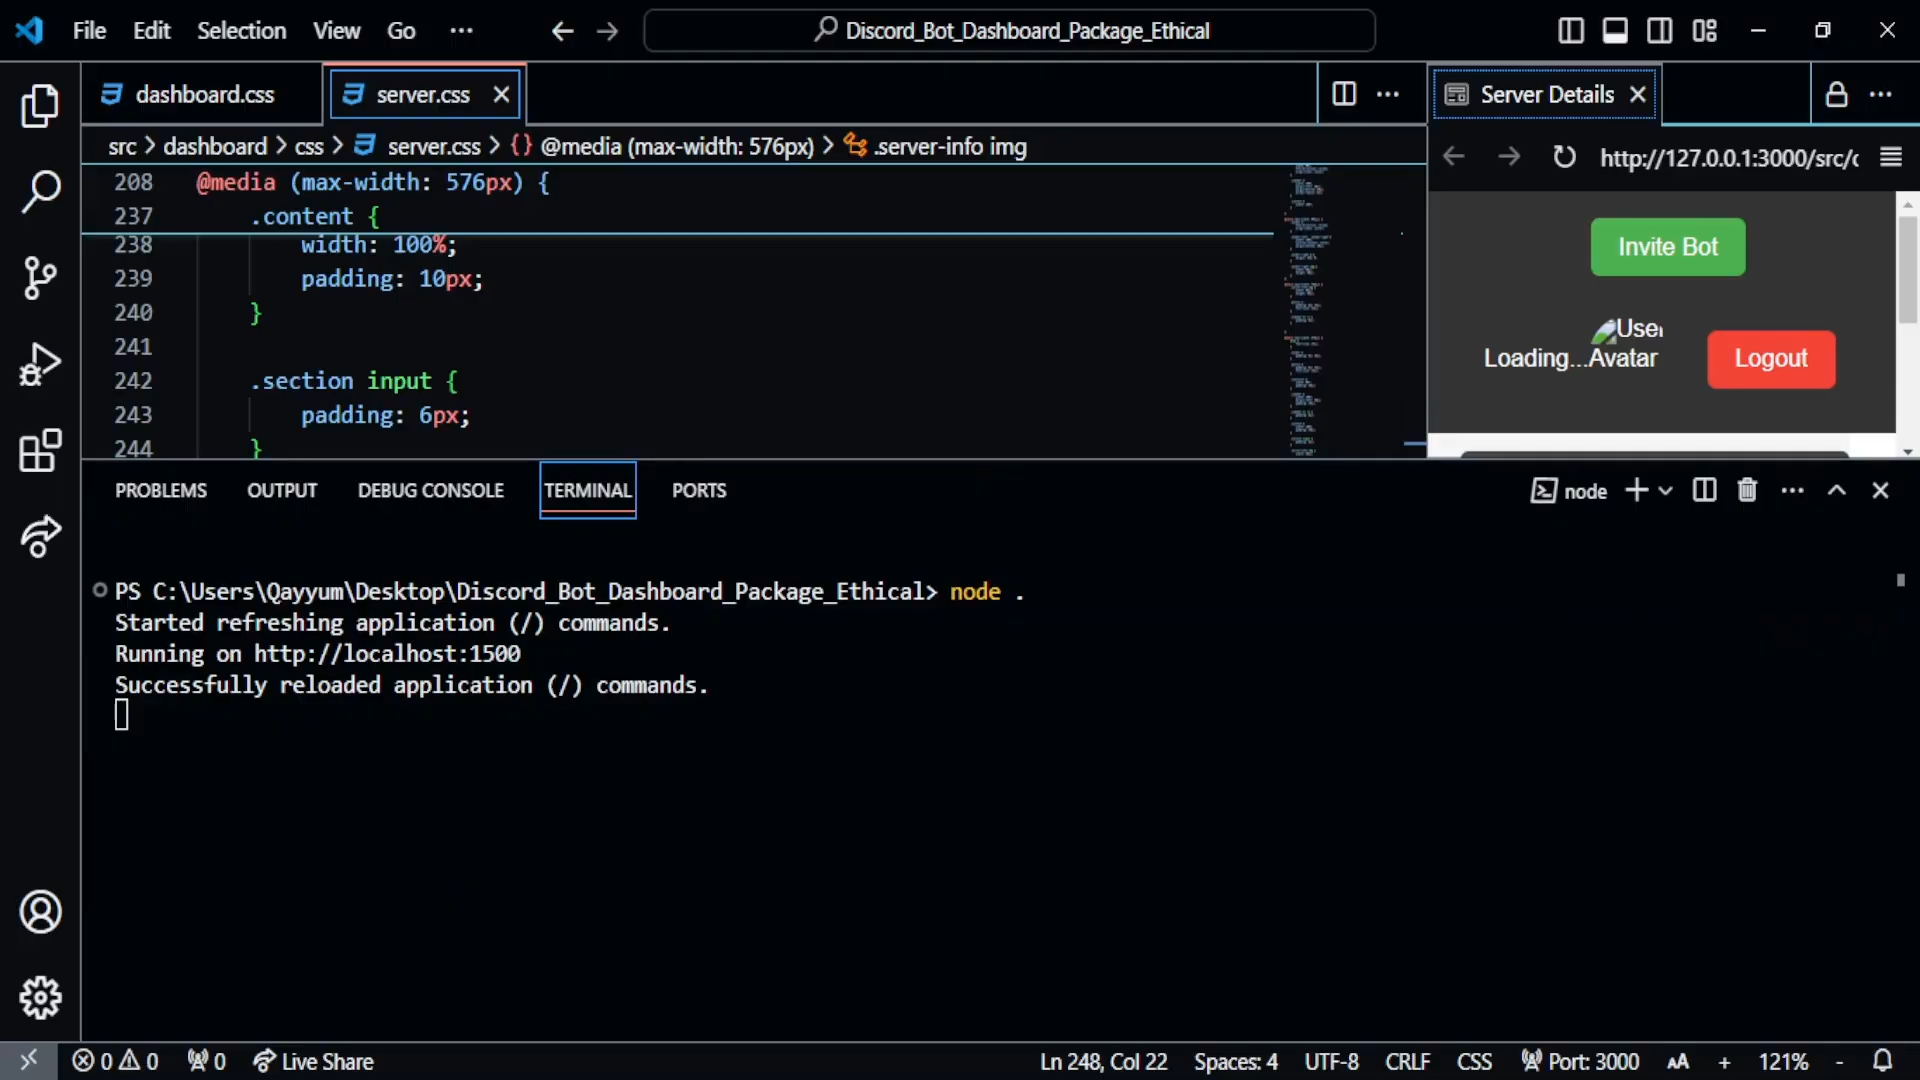 File Edit Selection View Go ··· Discord_Bot_Dashboard_Package_Ethical
dashboard.css server.css Server Details
src > dashboard > css > server.css > {} @media (max-width: 576px) > .server-info img
http://127.0.0.1:3000/src/
208 @media (max-width: 576px) {
237 .content {
238 width: 100%;
239 padding: 10px;
240 }
241
242 .section input {
243 padding: 6px;
244 }
Invite Bot
Loading... User Avatar Logout
PROBLEMS OUTPUT DEBUG CONSOLE TERMINAL PORTS node
PS C:\Users\Qayyum\Desktop\Discord_Bot_Dashboard_Package_Ethical> node .
Started refreshing application (/) commands.
Running on http://localhost:1500
Successfully reloaded application (/) commands.
0 0 0 Live Share Ln 248, Col 22 Spaces: 4 UTF-8 CRLF CSS Port: 3000 AA + 121% -